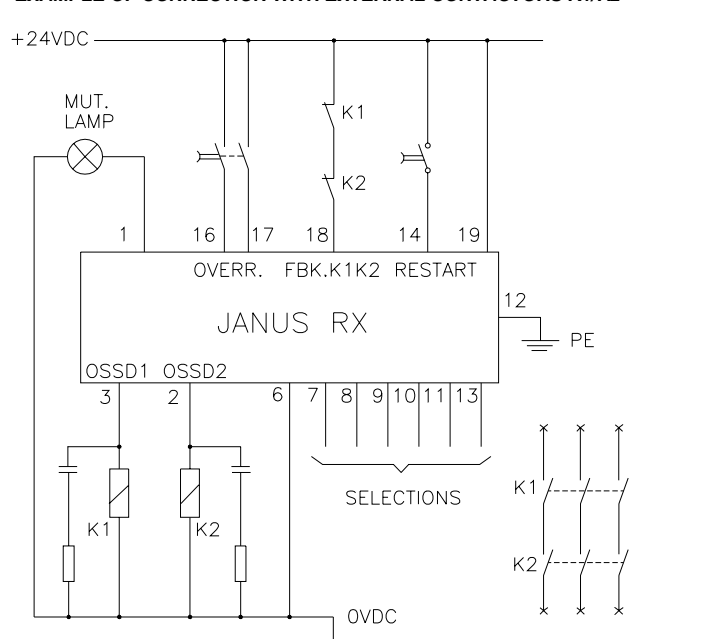 +24VDC
MUT.
LAMP
K1
K2
1
16
17
18
14
19
OVERR.
FBK.K1K2
RESTART
12
JANUS RX
PE
OSSD1
OSSD2
3
2
6
7
8
9
10
11
13
K1
SELECTIONS
K1
K2
K2
0VDC